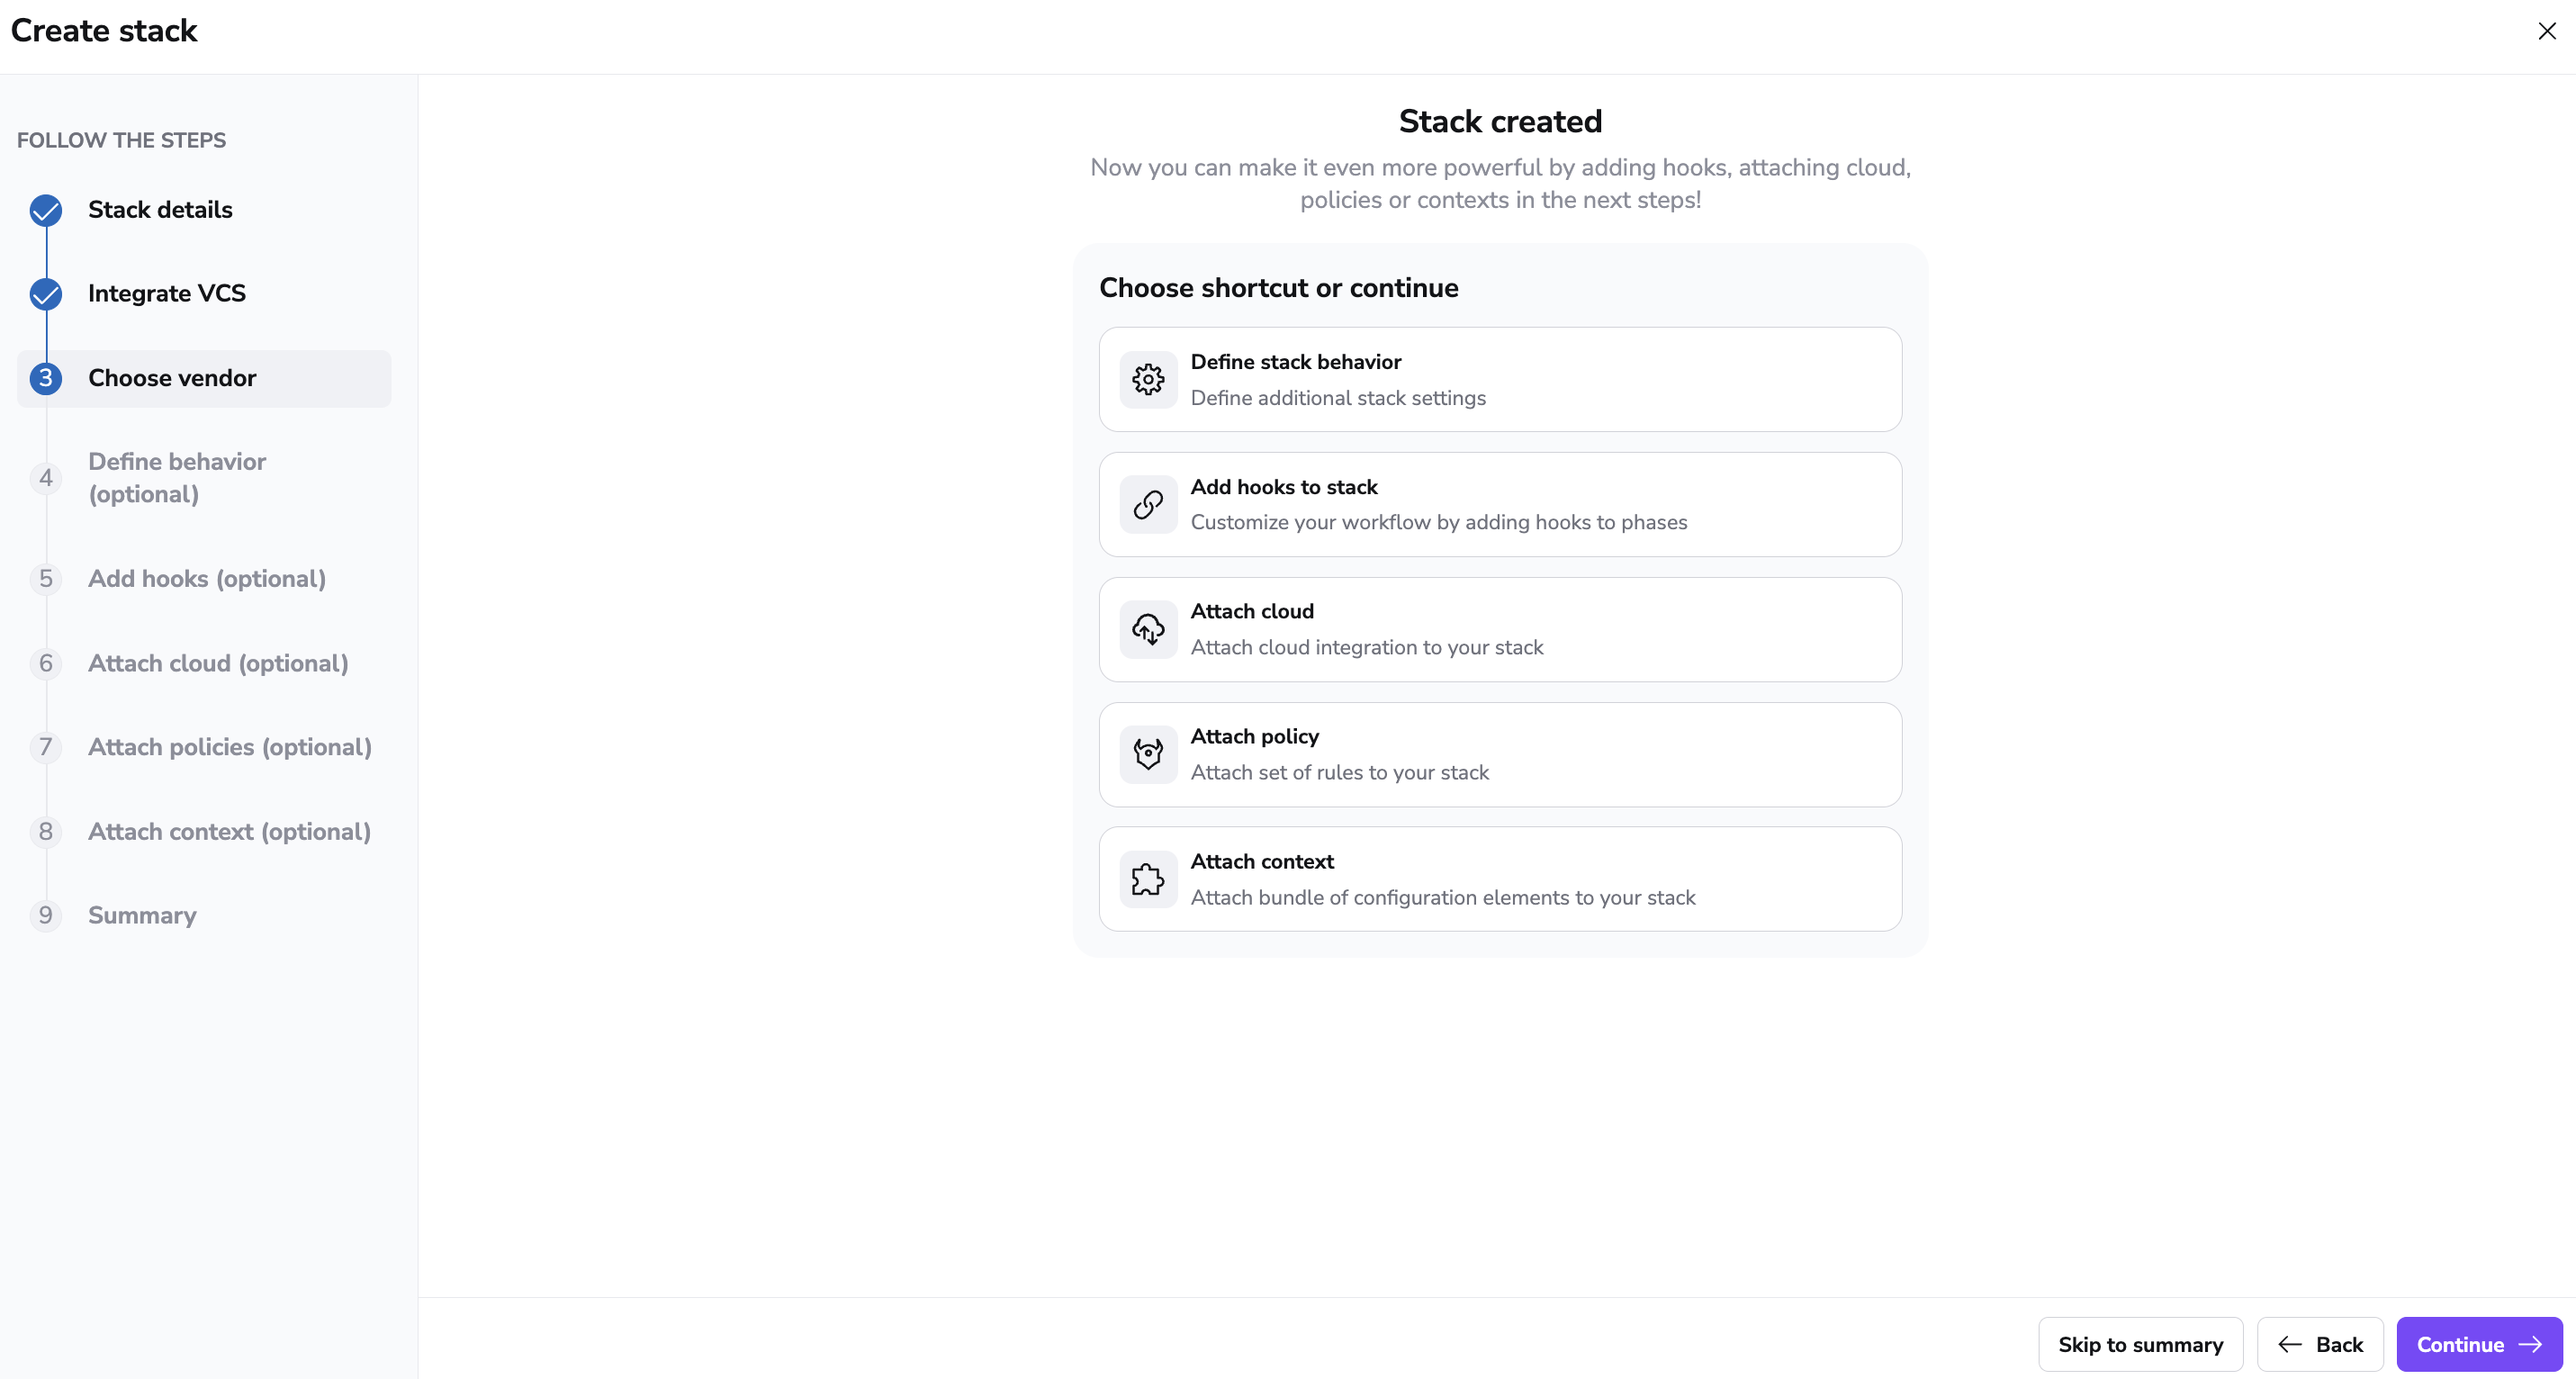 Create stack
FOLLOW THE STEPS
Stack details
Integrate VCS
3 Choose vendor
4 Define behavior
(optional)
5 Add hooks (optional)
6 Attach cloud (optional)
7 Attach policies (optional)
8 Attach context (optional)
9 Summary
Stack created
Now you can make it even more powerful by adding hooks, attaching cloud,
policies or contexts in the next steps!
Choose shortcut or continue
Define stack behavior
Define additional stack settings
Add hooks to stack
Customize your workflow by adding hooks to phases
Attach cloud
Attach cloud integration to your stack
Attach policy
Attach set of rules to your stack
Attach context
Attach bundle of configuration elements to your stack
Skip to summary
Back
Continue